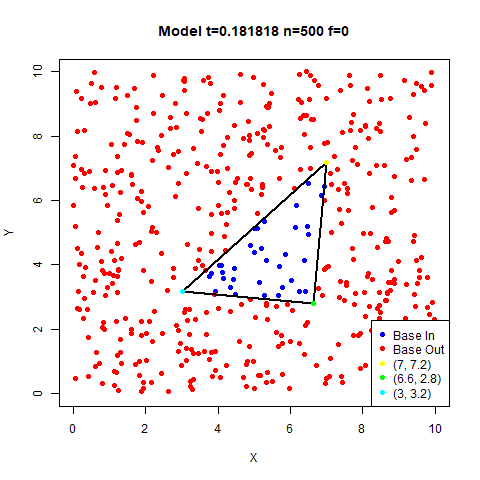 Model t=0.181818 n=500 f=0
Y
10
8
6
4
2
0
Base In
Base Out
(7, 7.2)
(6.6, 2.8)
(3, 3.2)
0 2 4 6 8 10
X